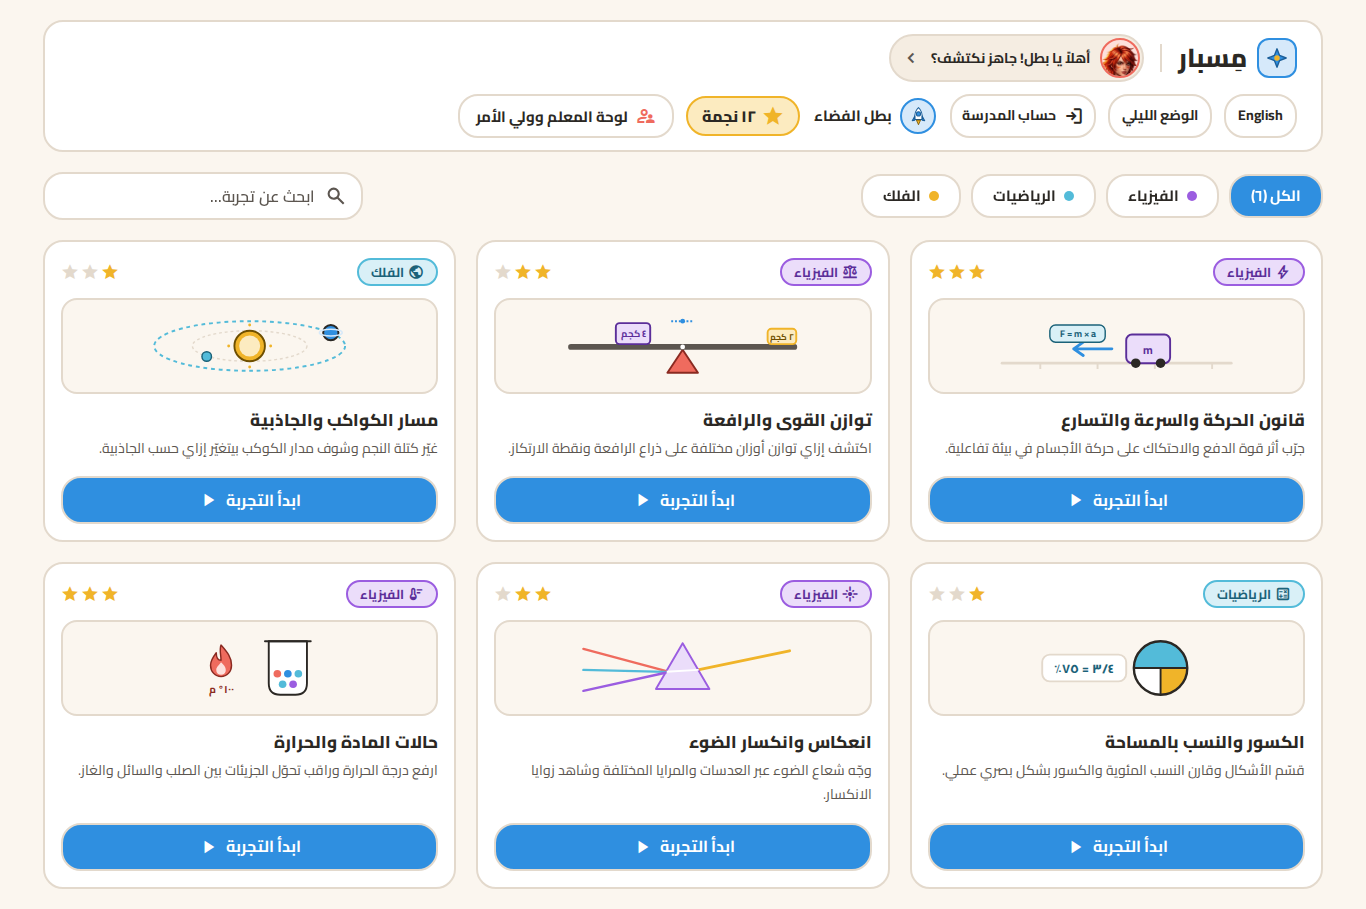 مِسبار
أهلاً يا بطل! جاهز نكتشف؟
English
الوضع الليلي
حساب المدرسة
بطل الفضاء
١٢ نجمة
لوحة المعلم وولي الأمر
الكل (٦)
الفيزياء
الرياضيات
الفلك
ابحث عن تجربة...
الفيزياء
F = m × a
m
قانون الحركة والسرعة والتسارع
جرّب أثر قوة الدفع والاحتكاك على حركة الأجسام في بيئة تفاعلية.
ابدأ التجربة
الفيزياء
٢ كجم
٤ كجم
توازن القوى والرافعة
اكتشف إزاي توازن أوزان مختلفة على ذراع الرافعة ونقطة الارتكاز.
ابدأ التجربة
الفلك
مسار الكواكب والجاذبية
غيّر كتلة النجم وشوف مدار الكوكب بيتغيّر إزاي حسب الجاذبية.
ابدأ التجربة
الرياضيات
٣/٤ = ٧٥٪
الكسور والنسب بالمساحة
قسّم الأشكال وقارن النسب المئوية والكسور بشكل بصري عملي.
ابدأ التجربة
الفيزياء
انعكاس وانكسار الضوء
وجّه شعاع الضوء عبر العدسات والمرايا المختلفة وشاهد زوايا
الانكسار.
ابدأ التجربة
الفيزياء
١٠٠° م
حالات المادة والحرارة
ارفع درجة الحرارة وراقب تحوّل الجزيئات بين الصلب والسائل والغاز.
ابدأ التجربة